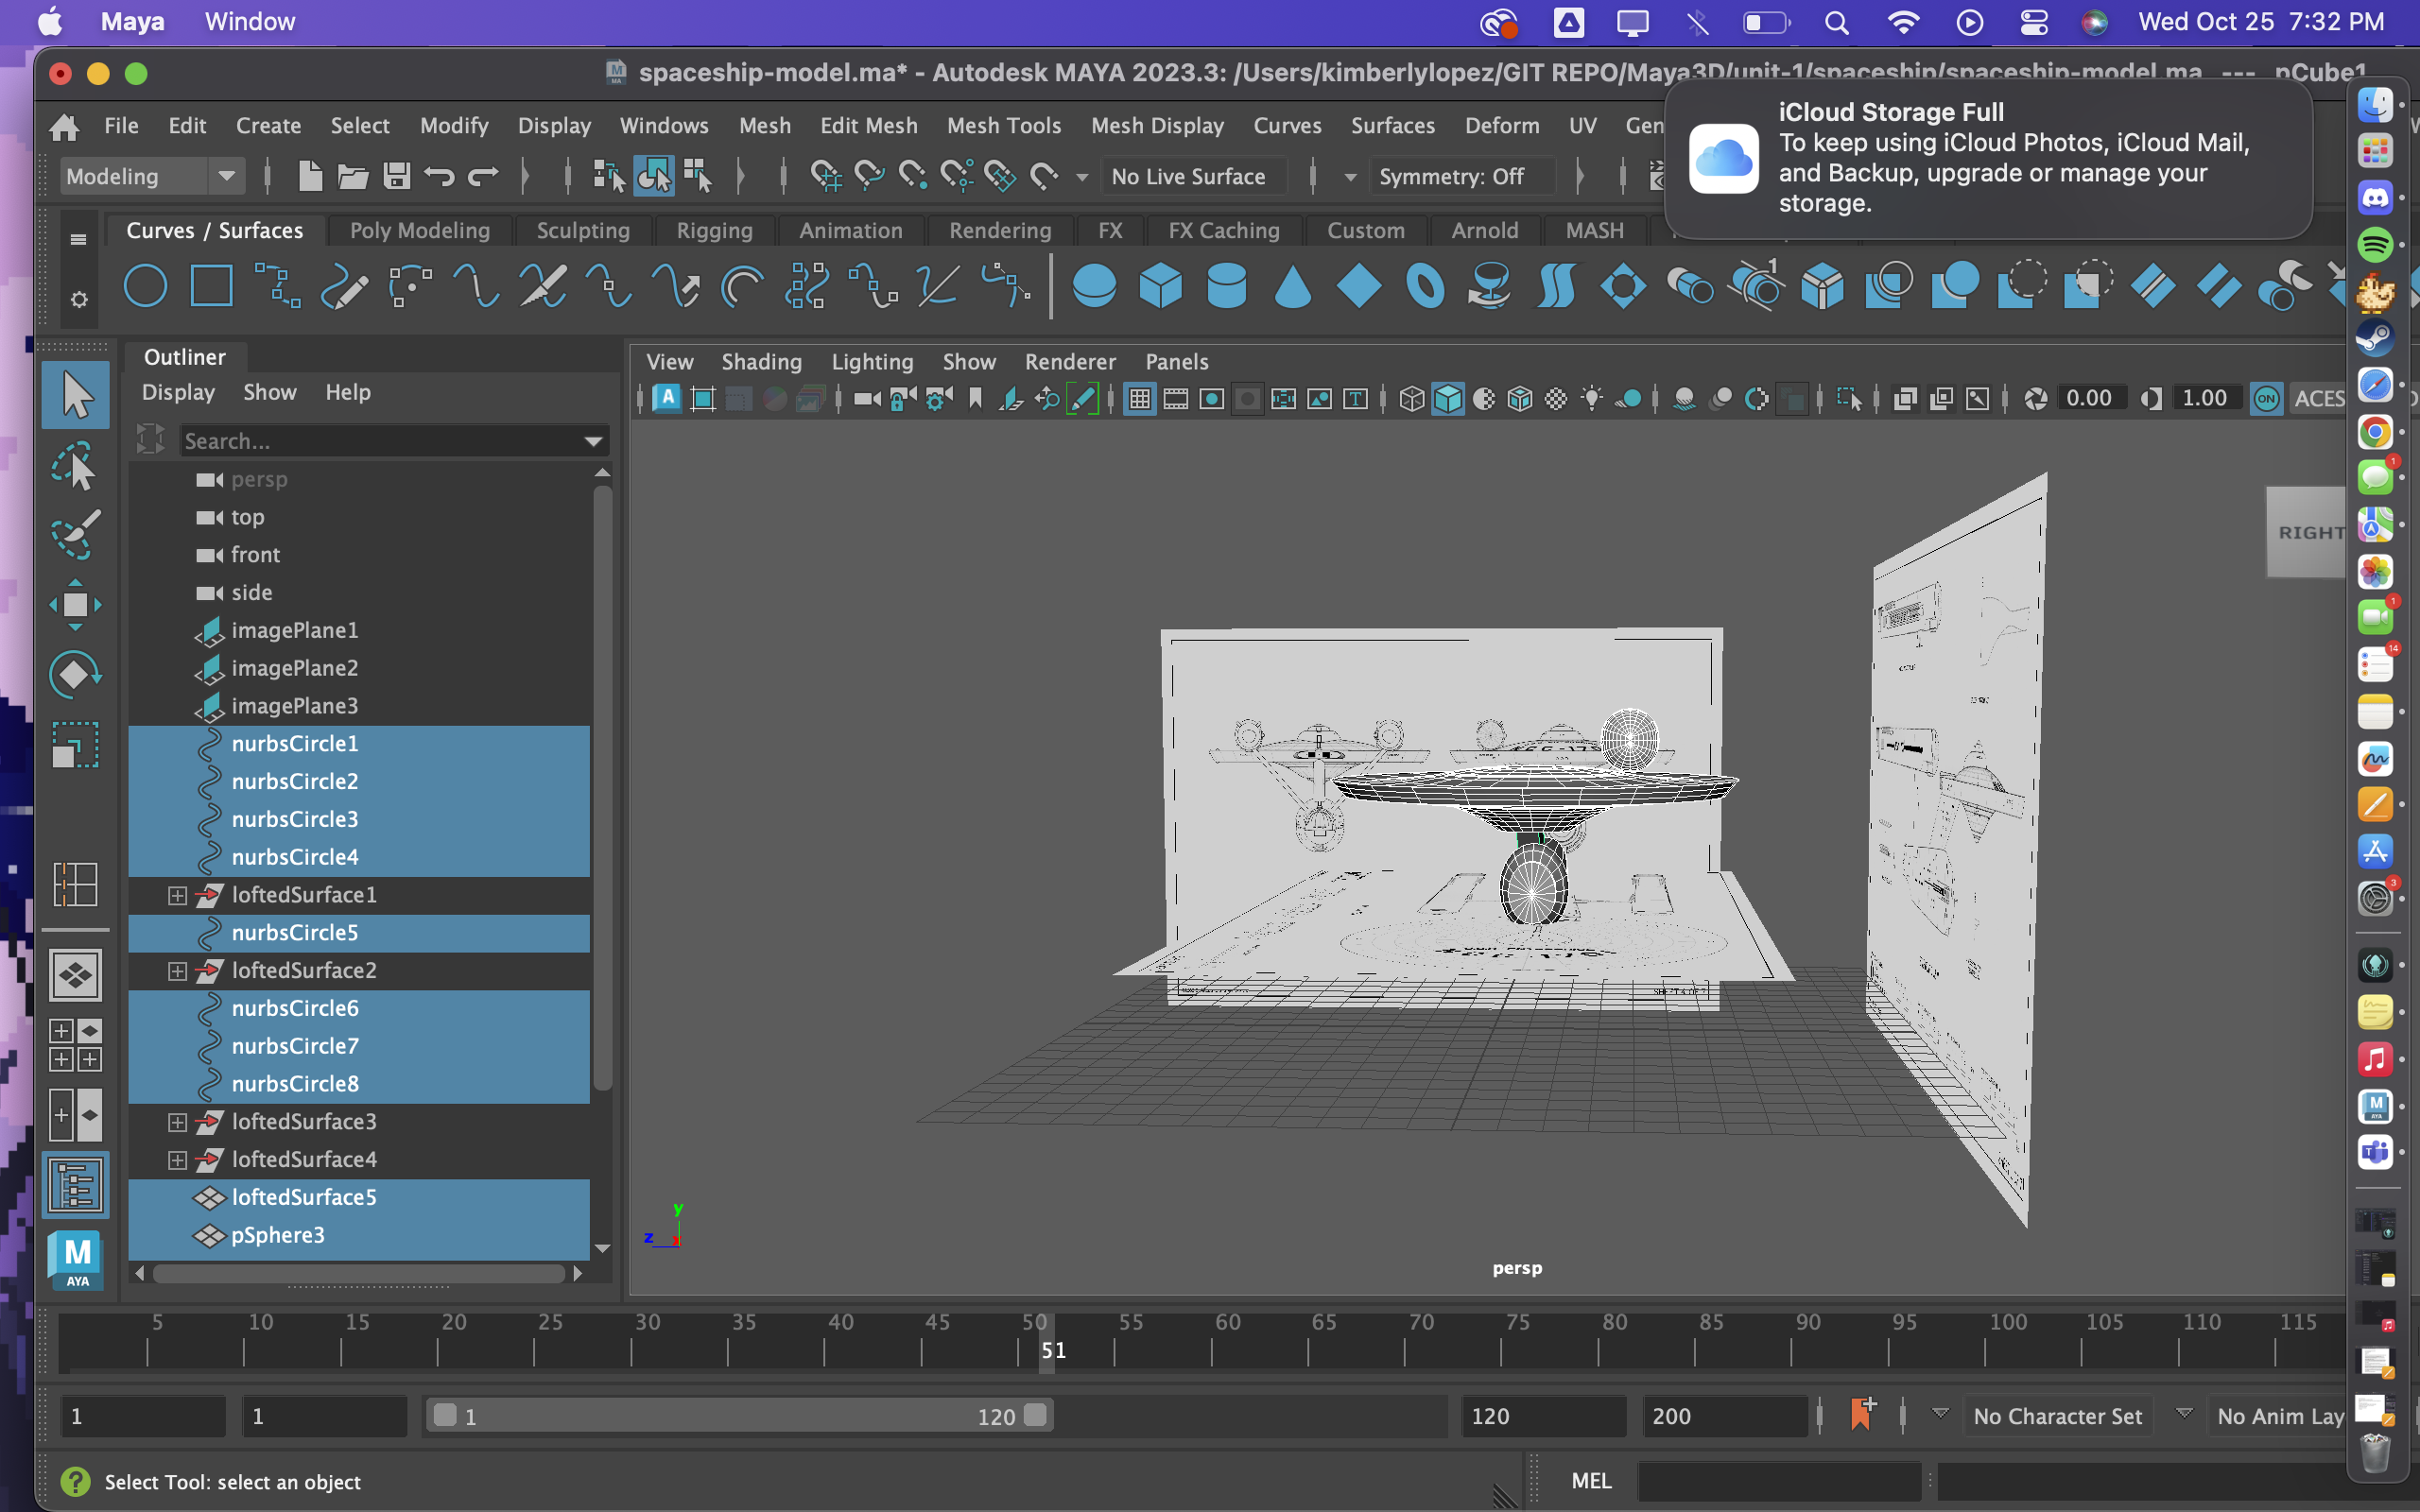 Maya Window
Wed Oct 25 7:32 PM
spaceship-model.ma* - Autodesk MAYA 2023.3: /Users/kimberlylopez/GIT REPO/Maya3D/unit-1/spaceship/spaceship-model.ma --- pCube1
iCloud Storage Full
To keep using iCloud Photos, iCloud Mail,
and Backup, upgrade or manage your
storage.
File Edit Create Select Modify Display Windows Mesh Edit Mesh Mesh Tools Mesh Display Curves Surfaces Deform UV Gen
Modeling No Live Surface Symmetry: Off
Curves / Surfaces Poly Modeling Sculpting Rigging Animation Rendering FX FX Caching Custom Arnold MASH
Outliner
Display Show Help
Search...
persp
top
front
side
imagePlane1
imagePlane2
imagePlane3
nurbsCircle1
nurbsCircle2
nurbsCircle3
nurbsCircle4
loftedSurface1
nurbsCircle5
loftedSurface2
nurbsCircle6
nurbsCircle7
nurbsCircle8
loftedSurface3
loftedSurface4
loftedSurface5
pSphere3
View Shading Lighting Show Renderer Panels
0.00 1.00 ON ACES
RIGHT
y
z x
persp
M
AYA
5 10 15 20 25 30 35 40 45 50 55 60 65 70 75 80 85 90 95 100 105 110 115
51
1 1 1 120 120 200 No Character Set No Anim Lay
Select Tool: select an object
MEL